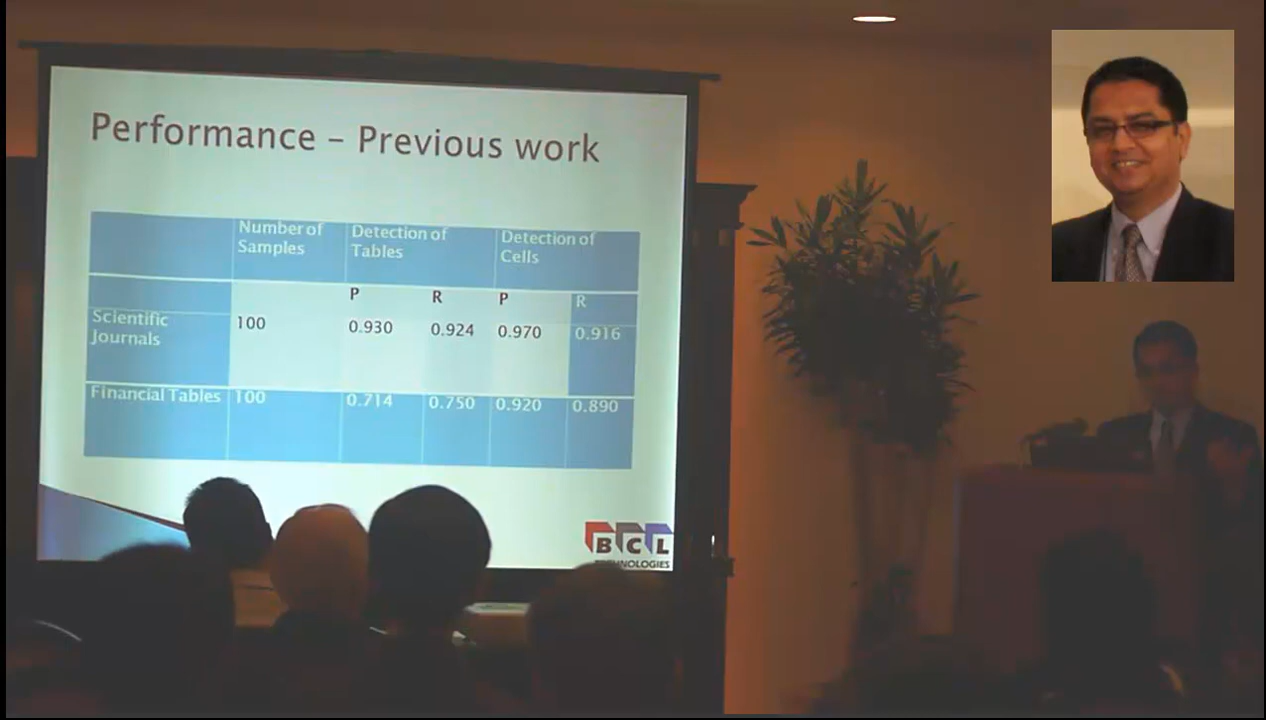 Performance – Previous work
Number of Samples Detection of Tables Detection of Cells
P R P R
Scientific Journals 100 0.930 0.924 0.970 0.916
Financial Tables 100 0.714 0.750 0.920 0.890
BCL